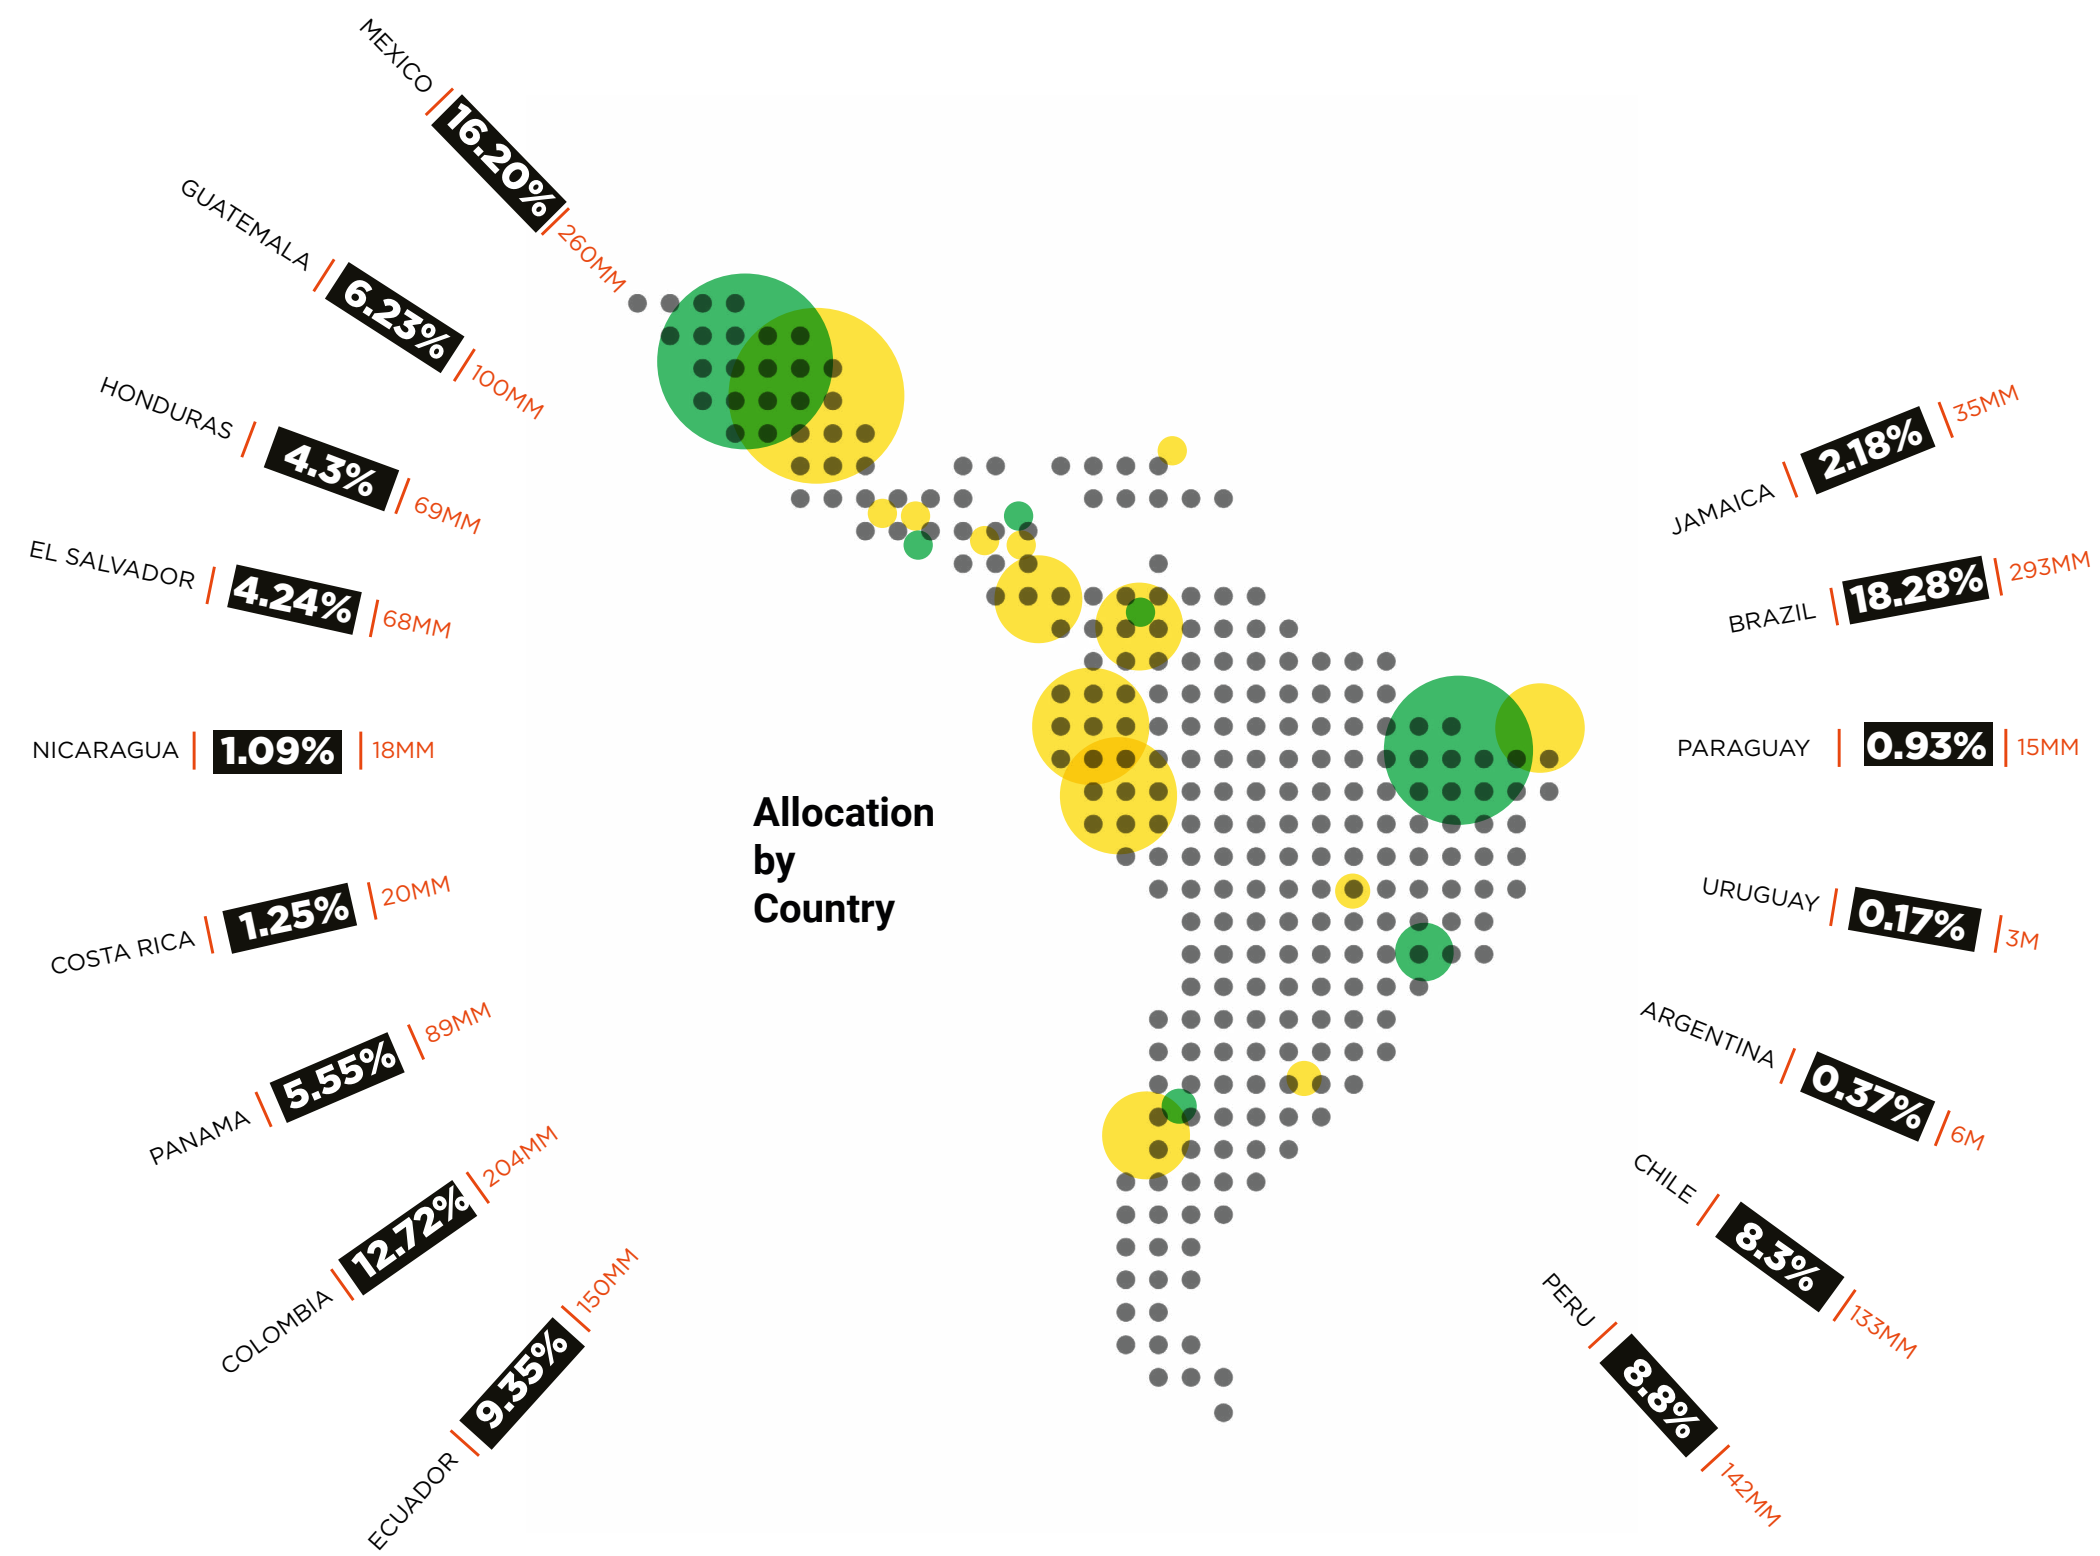 MEXICO | 16.20% | 260MM
GUATEMALA | 6.23% | 100MM
HONDURAS | 4.3% | 69MM
EL SALVADOR | 4.24% | 68MM
NICARAGUA | 1.09% | 18MM
COSTA RICA | 1.25% | 20MM
PANAMA | 5.55% | 89MM
COLOMBIA | 12.72% | 204MM
ECUADOR | 9.35% | 150MM
Allocation
by
Country
JAMAICA | 2.18% | 35MM
BRAZIL | 18.28% | 293MM
PARAGUAY | 0.93% | 15MM
URUGUAY | 0.17% | 3M
ARGENTINA | 0.37% | 6M
CHILE | 8.3% | 133MM
PERU | 8.8% | 142MM